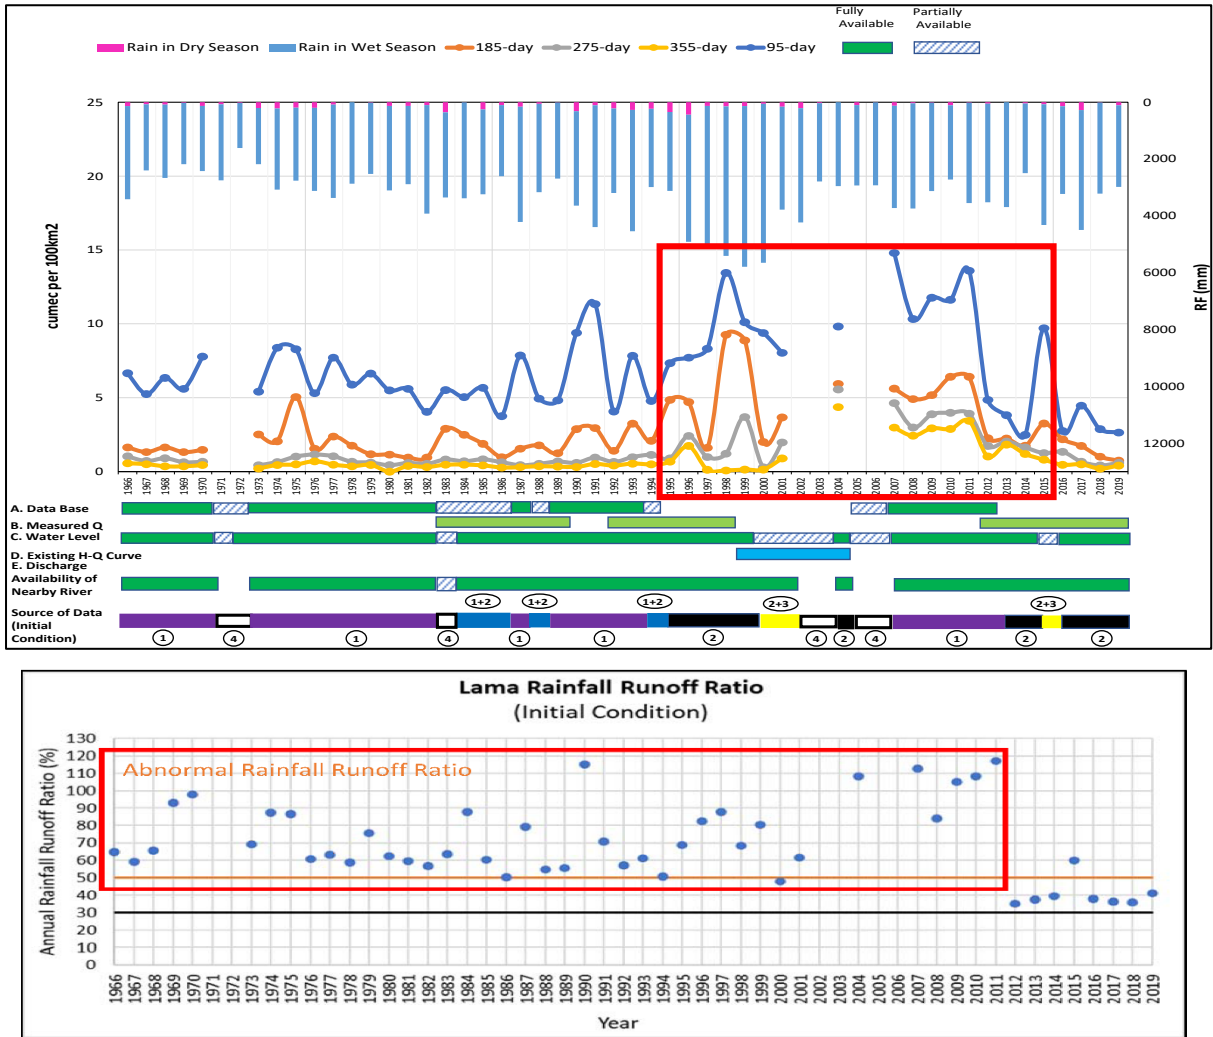 Fully Available
Partially Available
Rain in Dry Season
Rain in Wet Season
185-day
275-day
355-day
95-day
25
20
15
10
5
0
cumec per 100km2
0
2000
4000
6000
8000
10000
12000
RF (mm)
1966 1967 1968 1969 1970 1971 1972 1973 1974 1975 1976 1977 1978 1979 1980 1981 1982 1983 1984 1985 1986 1987 1988 1989 1990 1991 1992 1993 1994 1995 1996 1997 1998 1999 2000 2001 2002 2003 2004 2005 2006 2007 2008 2009 2010 2011 2012 2013 2014 2015 2016 2017 2018 2019
A. Data Base
B. Measured Q
C. Water Level
D. Existing H-Q Curve
E. Discharge
Availability of
Nearby River
1+2 1+2 1+2 2+3 2+3
Source of Data
(Initial
Condition)
1 4 1 4 1 1 2 4 2 4 1 2 2
Lama Rainfall Runoff Ratio
(Initial Condition)
Annual Rainfall Runoff Ratio (%)
130
120
110
100
90
80
70
60
50
40
30
20
10
0
Abnormal Rainfall Runoff Ratio
1966 1967 1968 1969 1970 1971 1972 1973 1974 1975 1976 1977 1978 1979 1980 1981 1982 1983 1984 1985 1986 1987 1988 1989 1990 1991 1992 1993 1994 1995 1996 1997 1998 1999 2000 2001 2002 2003 2004 2005 2006 2007 2008 2009 2010 2011 2012 2013 2014 2015 2016 2017 2018 2019
Year